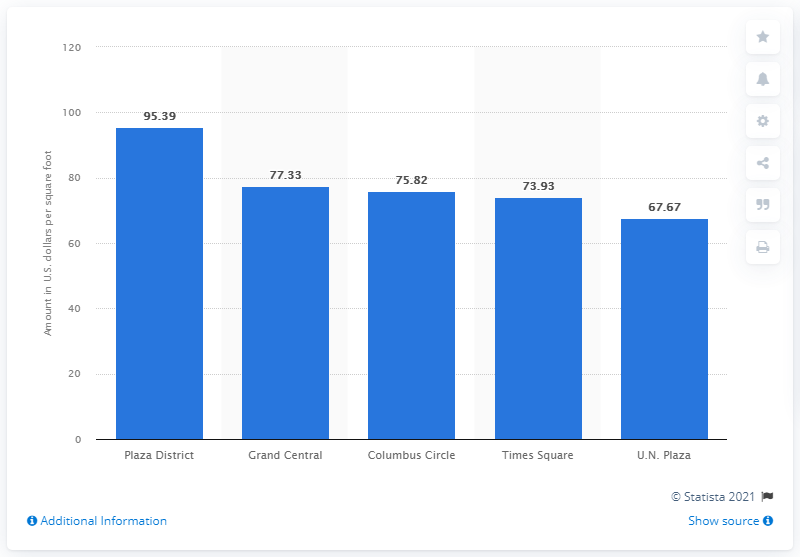 120
100
80
60
40
20
0
Amount in U.S. dollars per square foot
95.39
77.33
75.82
73.93
67.67
Plaza District
Grand Central
Columbus Circle
Times Square
U.N. Plaza
© Statista 2021
Additional Information
Show source